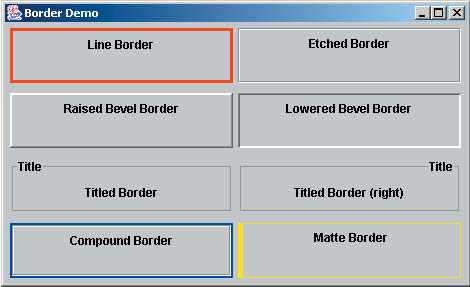 Border Demo
Line Border
Etched Border
Raised Bevel Border
Lowered Bevel Border
Title
Title
Titled Border
Titled Border (right)
Compound Border
Matte Border